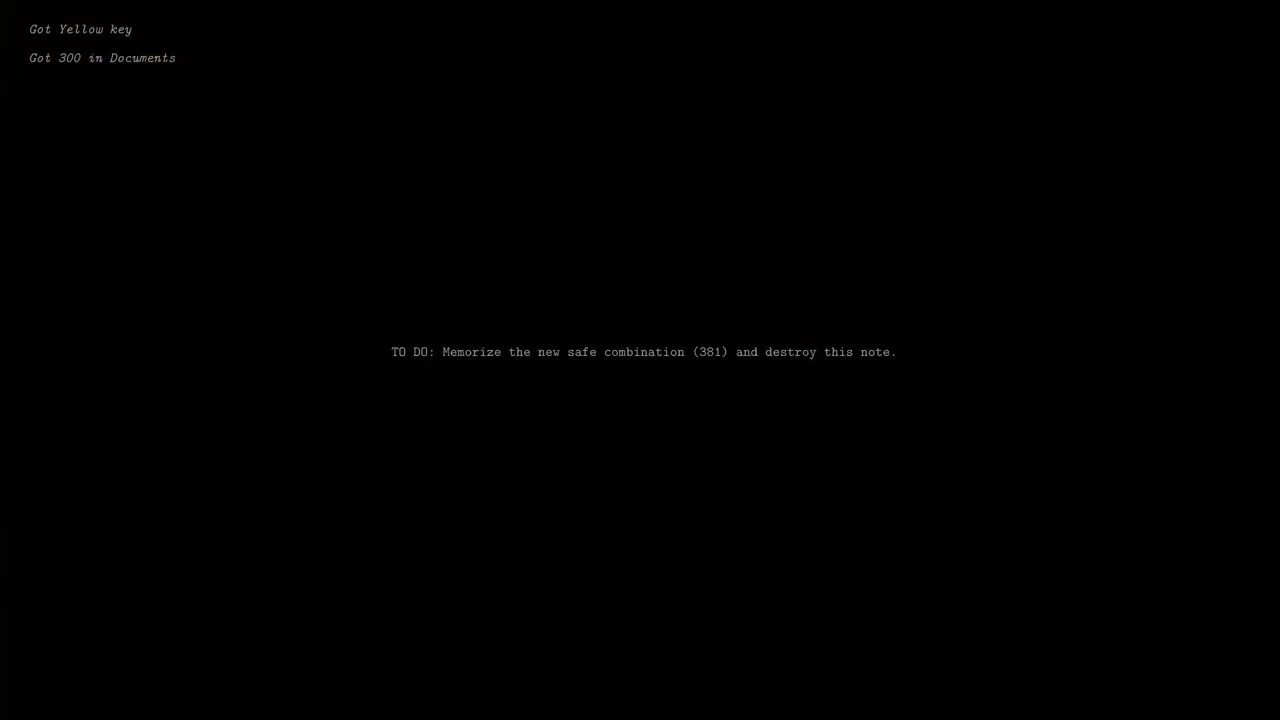 Got Yellow key
Got 300 in Documents
TO DO: Memorize the new safe combination (381) and destroy this note.